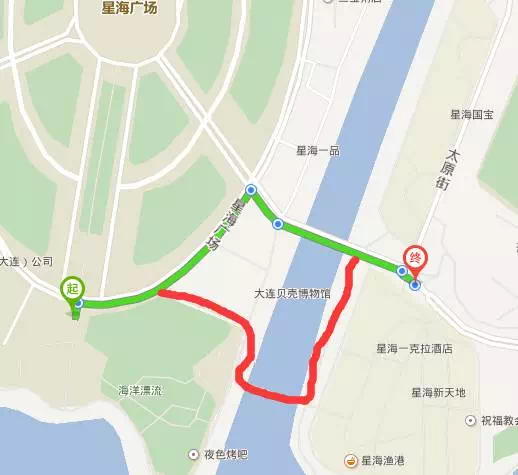 星海广场
星海国宝
星海一品
太原街
星海广场
大连）公司
终
起
大连贝壳博物馆
星海一克拉酒店
海洋漂流
星海新天地
祝福教会
夜色烤吧
星海渔港